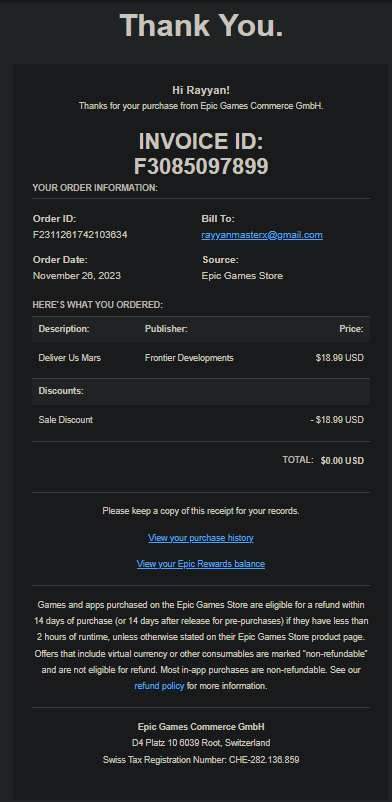 Thank You.
Hi Rayyan!
Thanks for your purchase from Epic Games Commerce GmbH.
INVOICE ID:
F3085097899
YOUR ORDER INFORMATION:
Order ID: Bill To:
F2311261742103634 rayyanmasterx@gmail.com
Order Date: Source:
November 26, 2023 Epic Games Store
HERE'S WHAT YOU ORDERED:
Description: Publisher: Price:
Deliver Us Mars Frontier Developments $18.99 USD
Discounts:
Sale Discount - $18.99 USD
TOTAL: $0.00 USD
Please keep a copy of this receipt for your records.
View your purchase history
View your Epic Rewards balance
Games and apps purchased on the Epic Games Store are eligible for a refund within
14 days of purchase (or 14 days after release for pre-purchases) if they have less than
2 hours of runtime, unless otherwise stated on their Epic Games Store product page.
Offers that include virtual currency or other consumables are marked "non-refundable"
and are not eligible for refund. Most in-app purchases are non-refundable. See our
refund policy for more information.
Epic Games Commerce GmbH
D4 Platz 10 6039 Root, Switzerland
Swiss Tax Registration Number: CHE-282.136.859